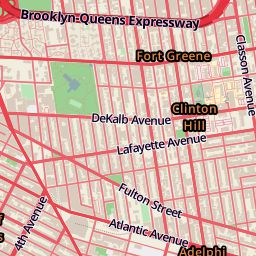 Brooklyn-Queens Expressway
Fort Greene
Classon Avenue
Clinton
Hill
DeKalb Avenue
Lafayette Avenue
Fulton Street
4th Avenue
Atlantic Avenue
Adelphi